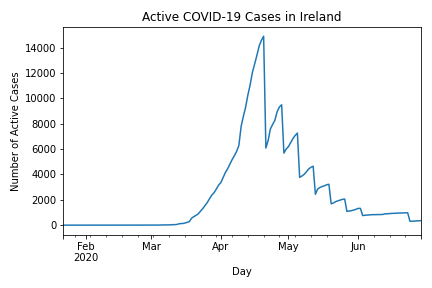 Active COVID-19 Cases in Ireland
Number of Active Cases
14000
12000
10000
8000
6000
4000
2000
0
Feb
2020
Mar
Apr
May
Jun
Day